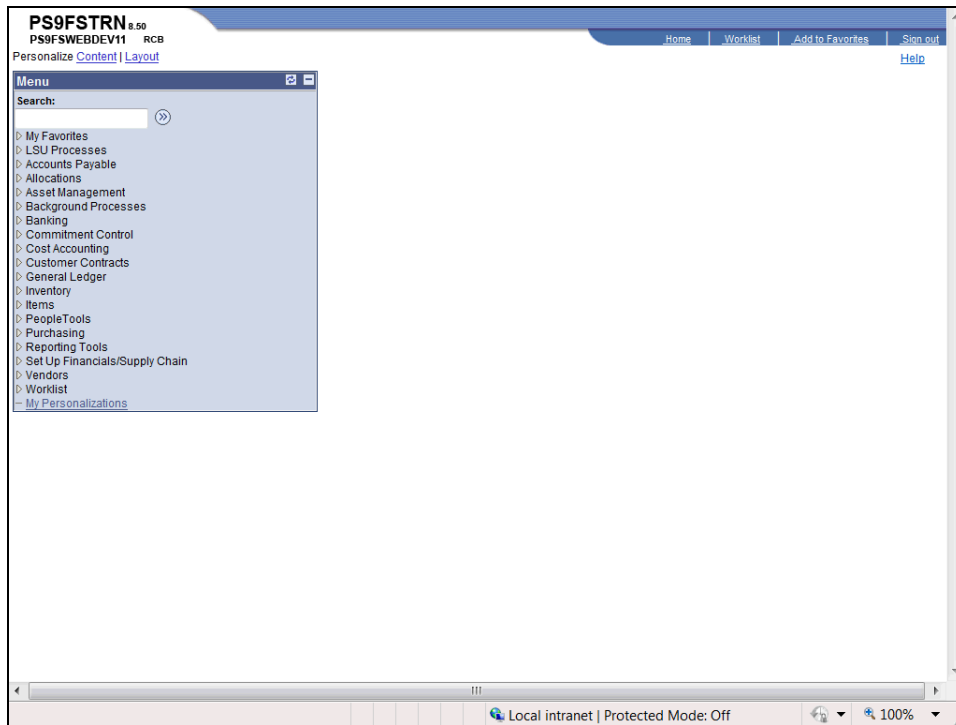 PS9FSTRN 8.50
PS9FSWEBDEV11 RCB
Home Worklist Add to Favorites Sign out
Personalize Content | Layout
Help
Menu
Search:
My Favorites
LSU Processes
Accounts Payable
Allocations
Asset Management
Background Processes
Banking
Commitment Control
Cost Accounting
Customer Contracts
General Ledger
Inventory
Items
PeopleTools
Purchasing
Reporting Tools
Set Up Financials/Supply Chain
Vendors
Worklist
My Personalizations
Local intranet | Protected Mode: Off
100%